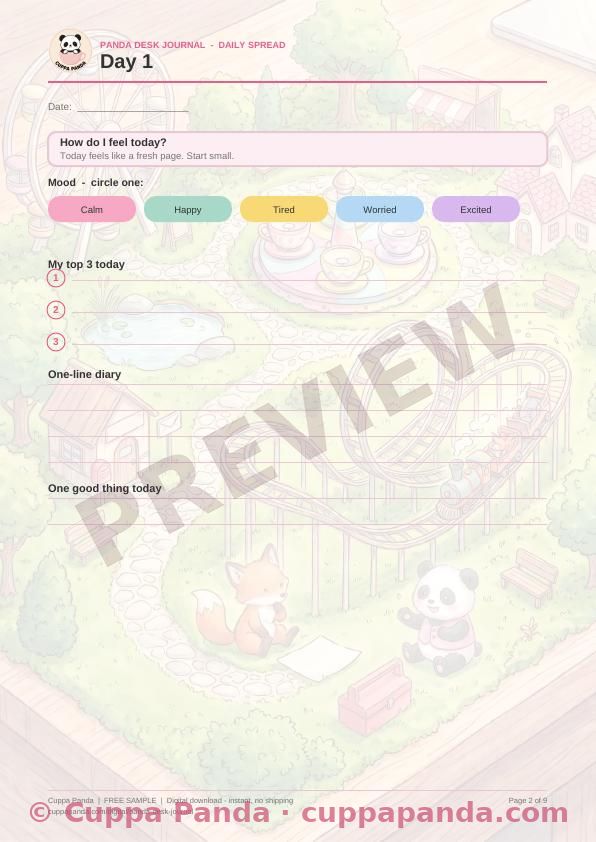 CUPPA PANDA
PANDA DESK JOURNAL - DAILY SPREAD
Day 1
Date:
How do I feel today?
Today feels like a fresh page. Start small.
Mood - circle one:
Calm Happy Tired Worried Excited
My top 3 today
1
2
3
One-line diary
One good thing today
PREVIEW
Cuppa Panda | FREE SAMPLE | Digital download - instant, no shipping
Page 2 of 9
© Cuppa Panda · cuppapanda.com